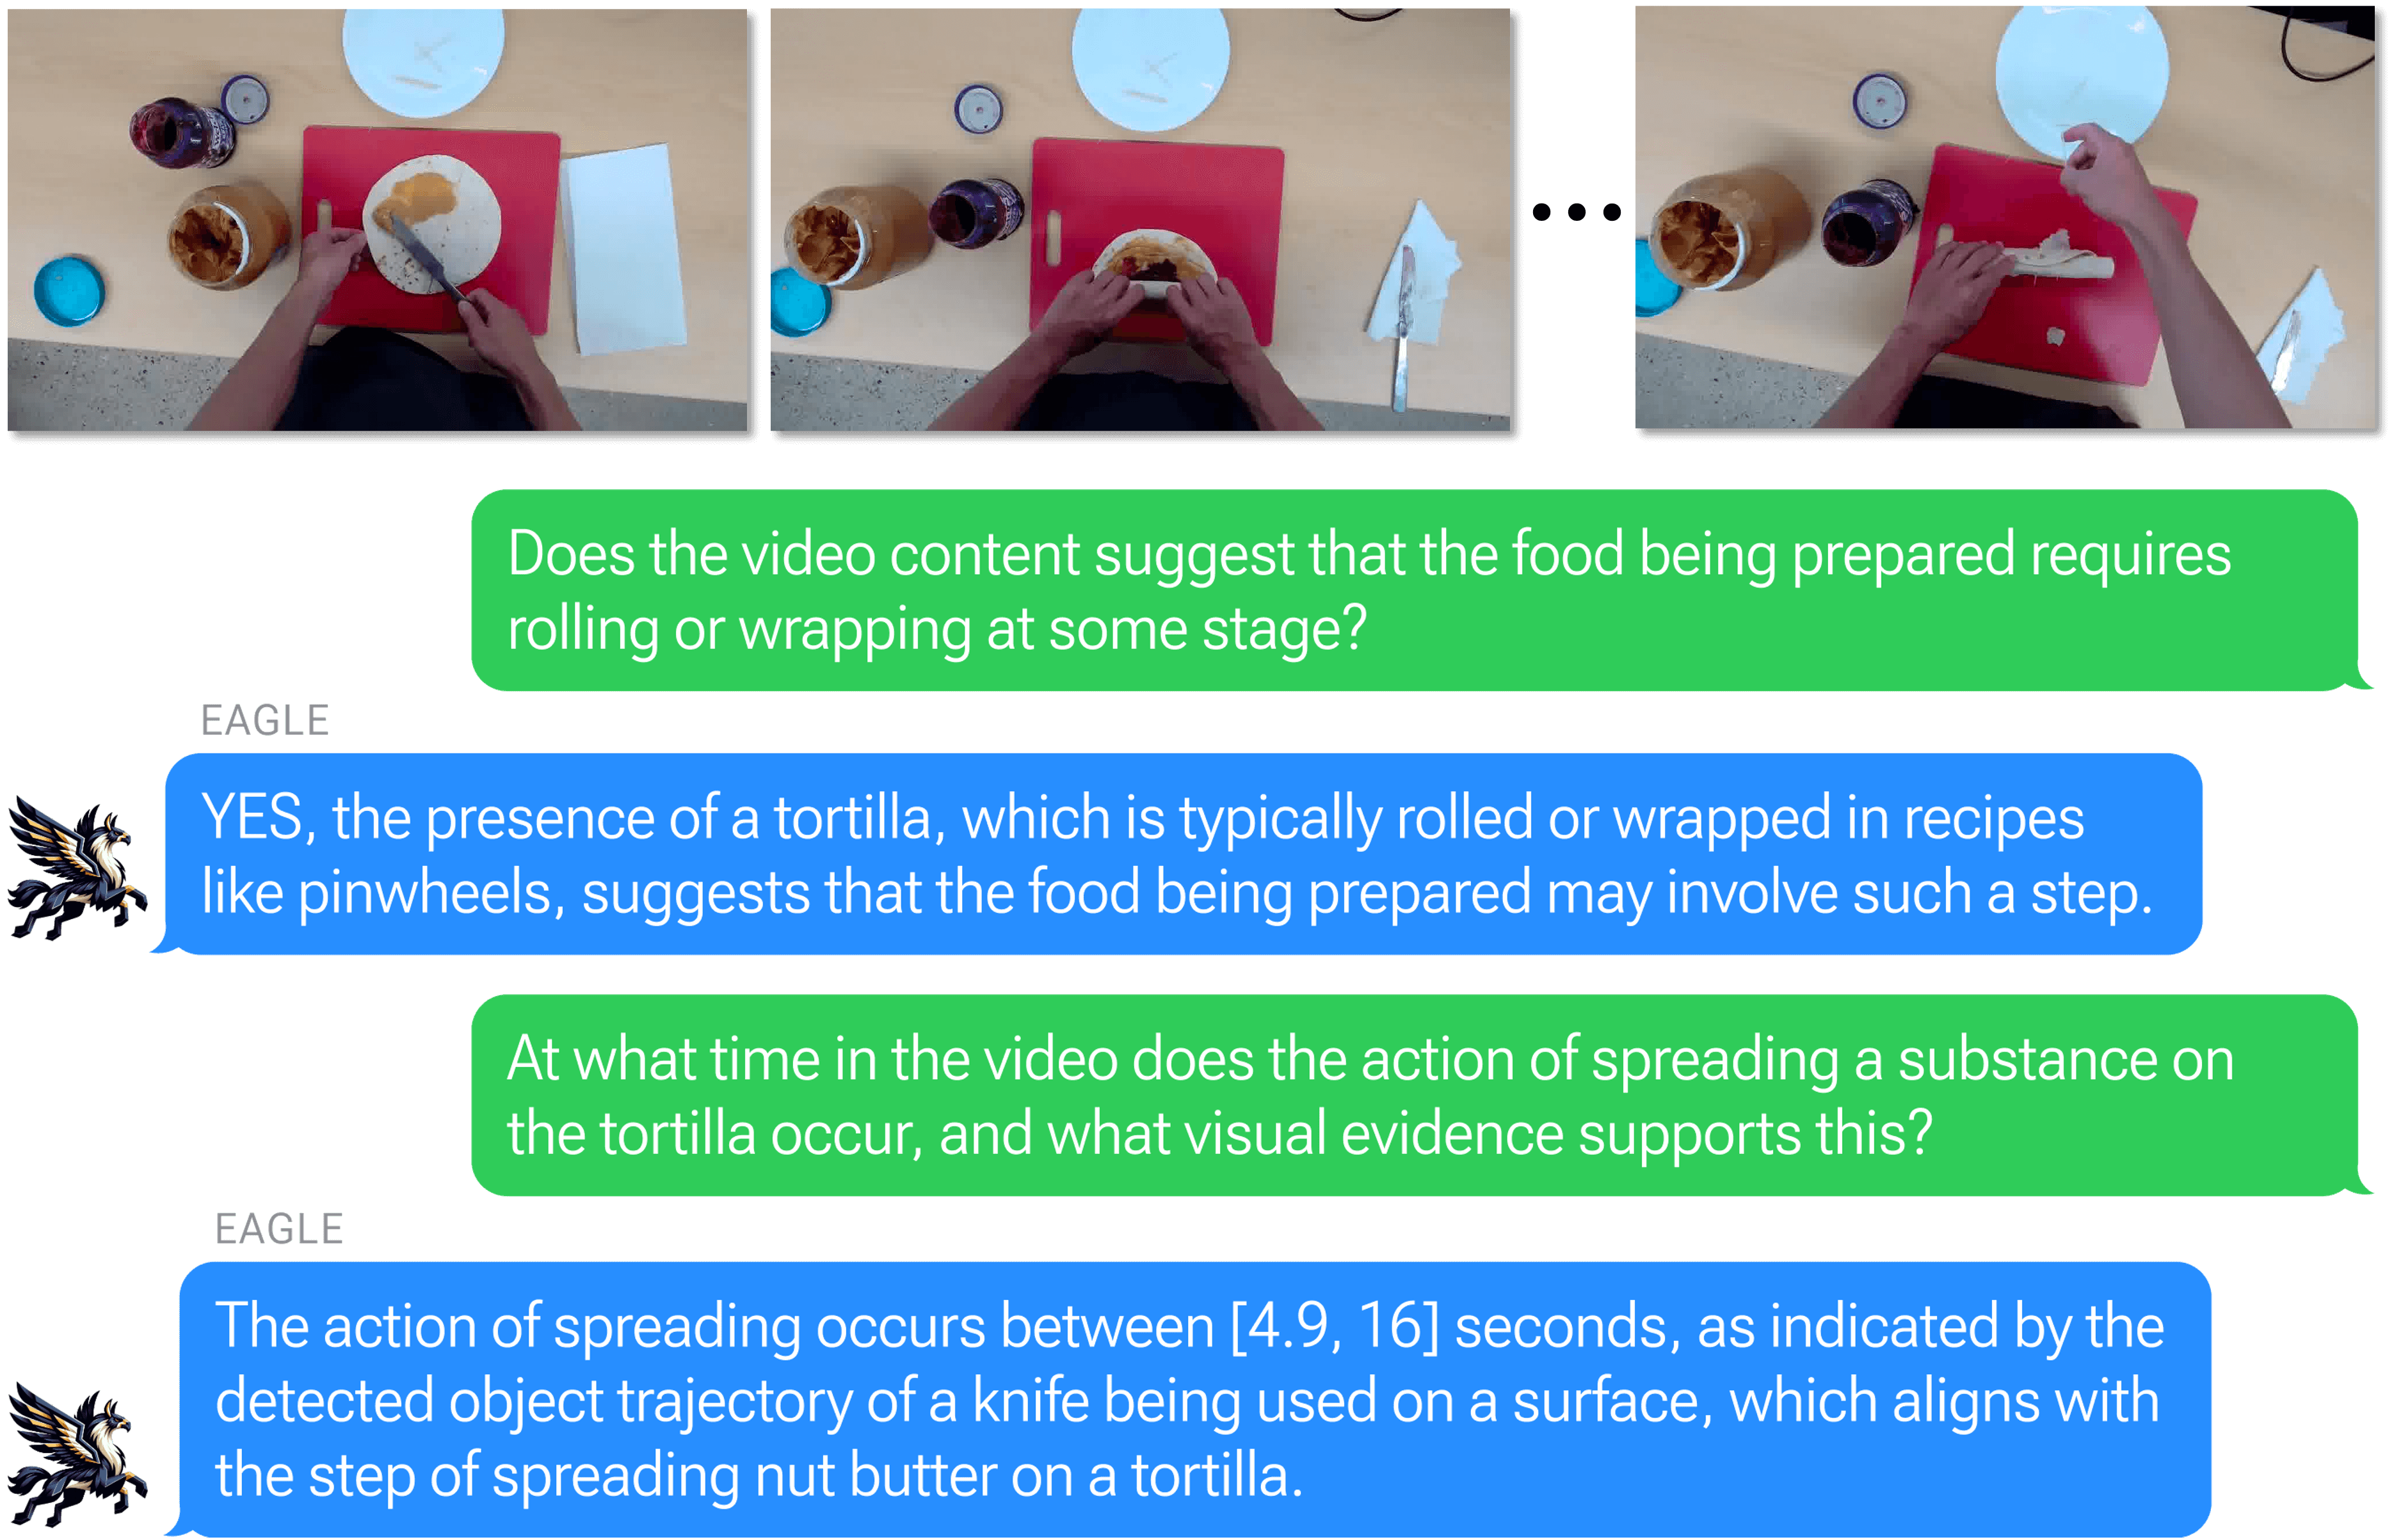 Does the video content suggest that the food being prepared requires
rolling or wrapping at some stage?
EAGLE
YES, the presence of a tortilla, which is typically rolled or wrapped in recipes
like pinwheels, suggests that the food being prepared may involve such a step.
At what time in the video does the action of spreading a substance on
the tortilla occur, and what visual evidence supports this?
EAGLE
The action of spreading occurs between [4.9, 16] seconds, as indicated by the
detected object trajectory of a knife being used on a surface, which aligns with
the step of spreading nut butter on a tortilla.